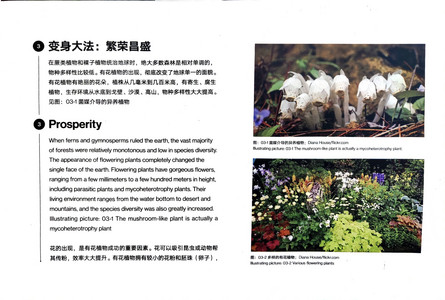 3 变身大法：繁荣昌盛
在蕨类植物和裸子植物统治地球时，绝大多数森林是相对单调的，
物种多样性比较低。有花植物的出现，彻底改变了地球单一的面貌。
有花植物有艳丽的花朵，植株从几毫米到几百米高，有寄生、腐生
植物，生存环境从水底到戈壁，沙漠、高山，物种多样性大大提高。
见图：03-1菌媒介导的异养植物
3 Prosperity
When ferns and gymnosperms ruled the earth, the vast majority
of forests were relatively monotonous and low in species diversity.
The appearance of flowering plants completely changed the
single face of the earth. Flowering plants have gorgeous flowers,
ranging from a few millimeters to a few hundred meters in height,
including parasitic plants and mycoheterotrophy plants. Their
living environment ranges from the water bottom to desert and
mountains, and the species diversity was also greatly increased.
Illustrating picture: 03-1 The mushroom-like plant is actually a
mycoheterotrophy plant
花的出现，是有花植物成功的重要因素。花可以吸引昆虫或动物帮
其传粉，效率大大提升。有花植物拥有较小的花粉和胚珠（卵子），
图：03-1菌媒介导的异养植物，Diane House/flickr.com
Illustrating picture: 03-1 The mushroom-like plant is actually a mycoheterotrophy plant
图：03-2多样的有花植物，Diane House/flickr.com
Illustrating picture: 03-2 Various flowering plants